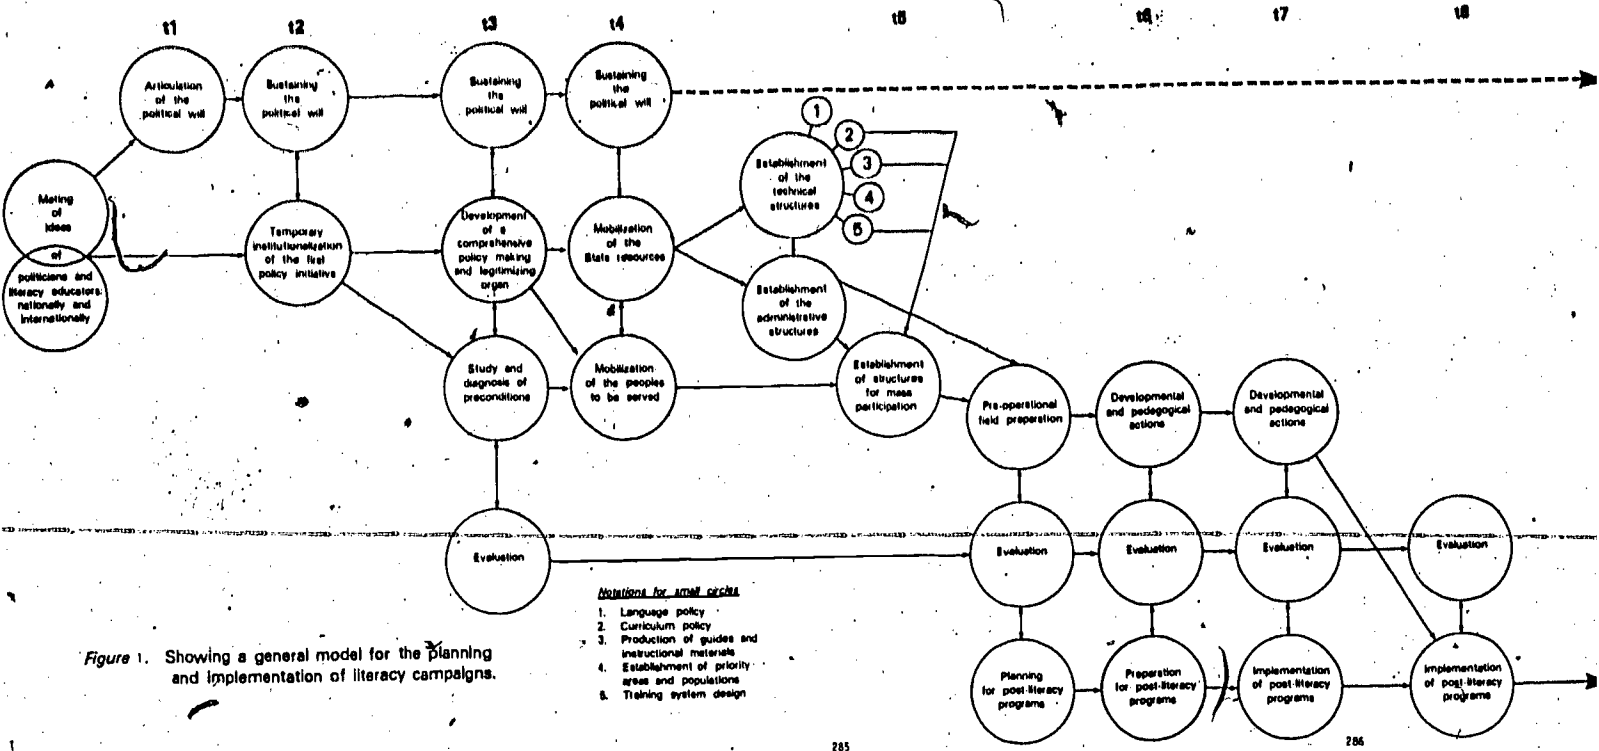 t1
t2
t3
t4
t5
t6
t7
t8
Articulation
of the
political will
Sustaining
the
political will
Sustaining
the
political will
Sustaining
the
political will
Mating
of
ideas
of
politicians and
literacy educators:
nationally and
internationally
Temporary
institutionalization
of the first
policy initiative
Development
of a
comprehensive
policy making
and legitimizing
organ
Mobilization
of the
State resources
Establishment
of the
technical
structures
1
2
3
4
5
Establishment
of the
administrative
structures
Study and
diagnosis of
preconditions
Mobilization
of the peoples
to be served
Establishment
of structures
for mass
participation
Pre-operational
field preparation
Developmental
and pedagogical
actions
Developmental
and pedagogical
actions
Evaluation
Evaluation
Evaluation
Evaluation
Evaluation
Planning
for post-literacy
programs
Preparation
for post-literacy
programs
Implementation
of post-literacy
programs
Implementation
of post-literacy
programs
Notations for small circles
1. Language policy
2. Curriculum policy
3. Production of guides and
instructional materials
4. Establishment of priority
areas and populations
5. Training system design
Figure 1. Showing a general model for the planning
and implementation of literacy campaigns.
285
286